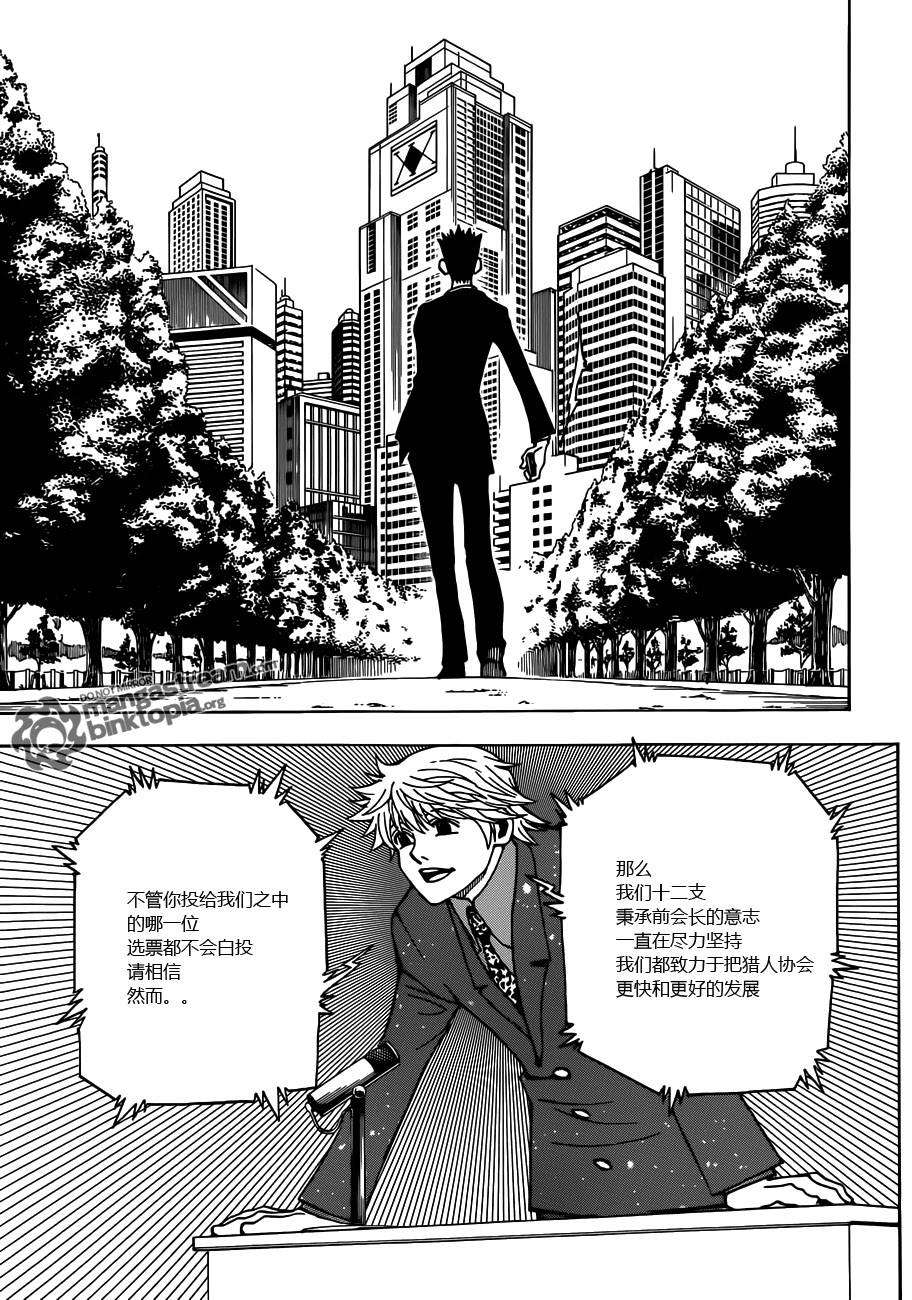 DO NOT MIRROR
mangastream.com
binktopia.org
那么
我们十二支
秉承前会长的意志
一直在尽力坚持
我们都致力于把猎人协会
更快和更好的发展
不管你投给我们之中
的哪一位
选票都不会白投
请相信
然而。。